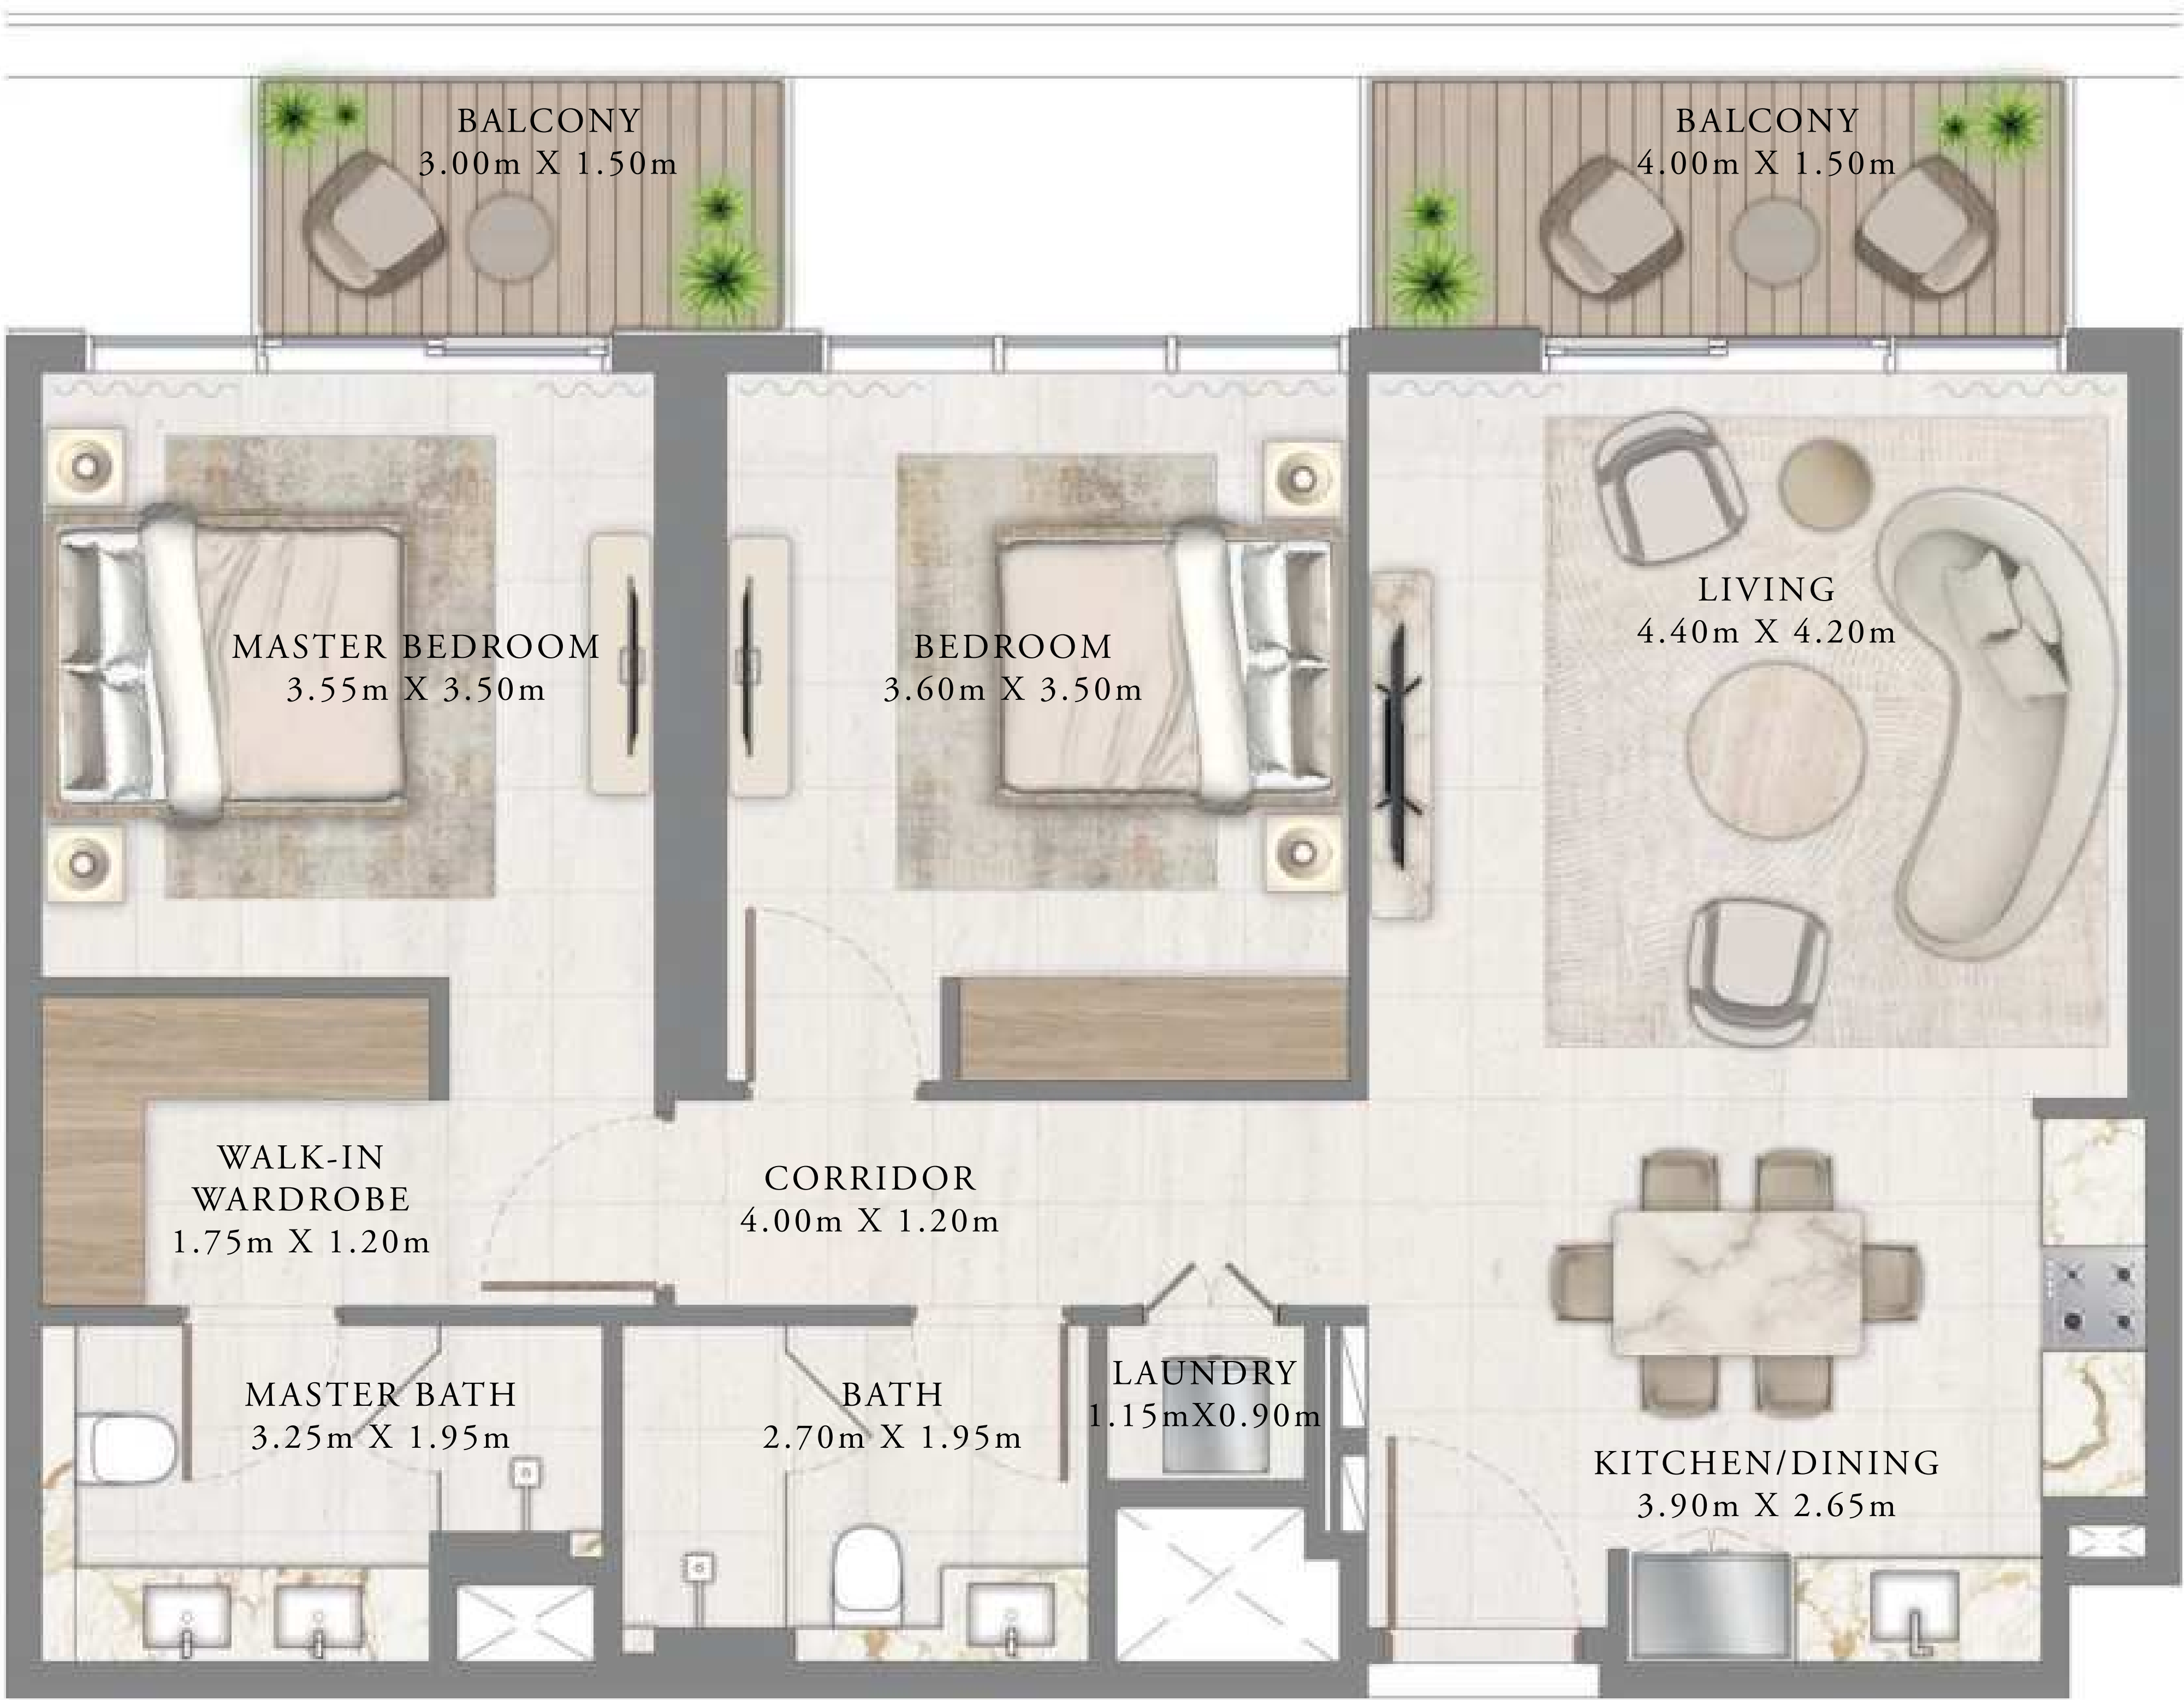 BALCONY
3.00m X 1.50m
BALCONY
4.00m X 1.50m
MASTER BEDROOM
3.55m X 3.50m
BEDROOM
3.60m X 3.50m
LIVING
4.40m X 4.20m
WALK-IN
WARDROBE
1.75m X 1.20m
CORRIDOR
4.00m X 1.20m
MASTER BATH
3.25m X 1.95m
BATH
2.70m X 1.95m
LAUNDRY
1.15mX0.90m
KITCHEN/DINING
3.90m X 2.65m